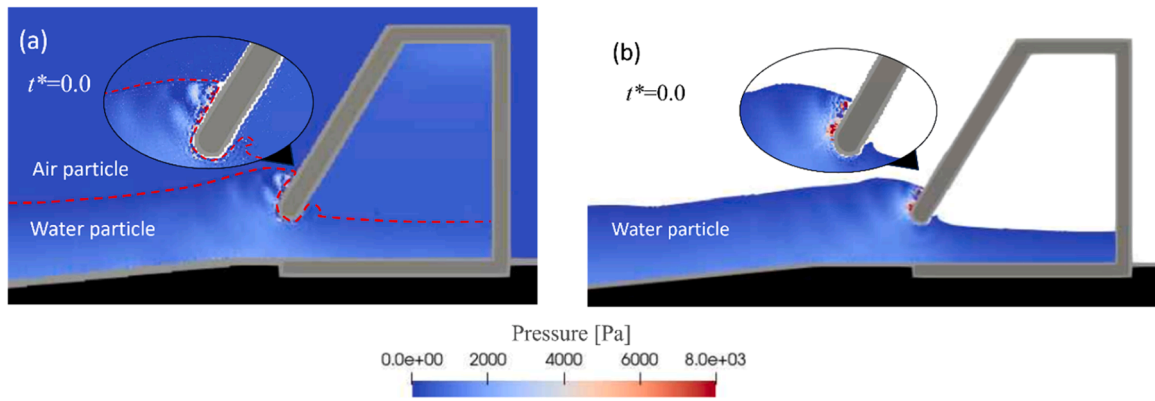 (a)
t*=0.0
Air particle
Water particle
(b)
t*=0.0
Water particle
Pressure [Pa]
0.0e+00 2000 4000 6000 8.0e+03